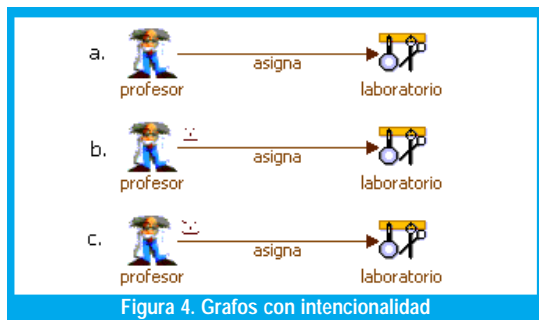 a.
asigna
profesor laboratorio
b.
asigna
profesor laboratorio
c.
asigna
profesor laboratorio
Figura 4. Grafos con intencionalidad